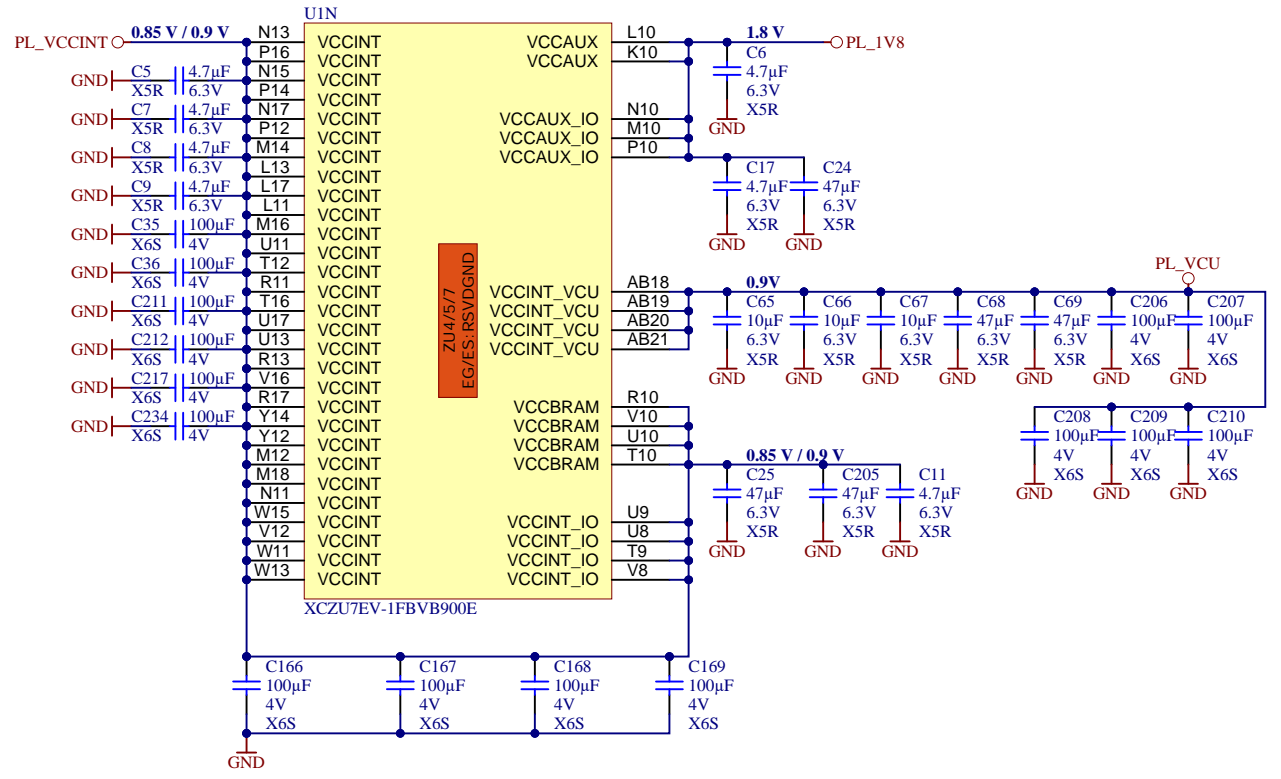 U1N
PL_VCCINT 0.85 V / 0.9 V
N13 VCCINT
P16 VCCINT
GND C5 4.7µF X5R 6.3V
N15 VCCINT
P14 VCCINT
GND C7 4.7µF X5R 6.3V
N17 VCCINT
P12 VCCINT
GND C8 4.7µF X5R 6.3V
M14 VCCINT
L13 VCCINT
GND C9 4.7µF X5R 6.3V
L17 VCCINT
L11 VCCINT
GND C35 100µF X6S 4V
M16 VCCINT
U11 VCCINT
GND C36 100µF X6S 4V
T12 VCCINT
R11 VCCINT
GND C211 100µF X6S 4V
T16 VCCINT
U17 VCCINT
GND C212 100µF X6S 4V
U13 VCCINT
R13 VCCINT
GND C217 100µF X6S 4V
V16 VCCINT
R17 VCCINT
GND C234 100µF X6S 4V
Y14 VCCINT
Y12 VCCINT
M12 VCCINT
M18 VCCINT
N11 VCCINT
W15 VCCINT
V12 VCCINT
W11 VCCINT
W13 VCCINT
ZU4/5/7
EG/ES: RSVDGND
VCCAUX L10 1.8 V PL_1V8
VCCAUX K10
C6
4.7µF
6.3V
X5R
GND
VCCAUX_IO N10
VCCAUX_IO M10
VCCAUX_IO P10
C17
4.7µF
6.3V
X5R
GND
C24
47µF
6.3V
X5R
GND
PL_VCU
VCCINT_VCU AB18 0.9V
VCCINT_VCU AB19
VCCINT_VCU AB20
VCCINT_VCU AB21
C65
10µF
6.3V
X5R
GND
C66
10µF
6.3V
X5R
GND
C67
10µF
6.3V
X5R
GND
C68
47µF
6.3V
X5R
GND
C69
47µF
6.3V
X5R
GND
C206
100µF
4V
X6S
GND
C207
100µF
4V
X6S
GND
C208
100µF
4V
X6S
GND
C209
100µF
4V
X6S
GND
C210
100µF
4V
X6S
GND
VCCBRAM R10
VCCBRAM V10
VCCBRAM U10
VCCBRAM T10
0.85 V / 0.9 V
C25
47µF
6.3V
X5R
GND
C205
47µF
6.3V
X5R
GND
C11
4.7µF
6.3V
X5R
GND
VCCINT_IO U9
VCCINT_IO U8
VCCINT_IO T9
VCCINT_IO V8
XCZU7EV-1FBVB900E
C166
100µF
4V
X6S
C167
100µF
4V
X6S
C168
100µF
4V
X6S
C169
100µF
4V
X6S
GND